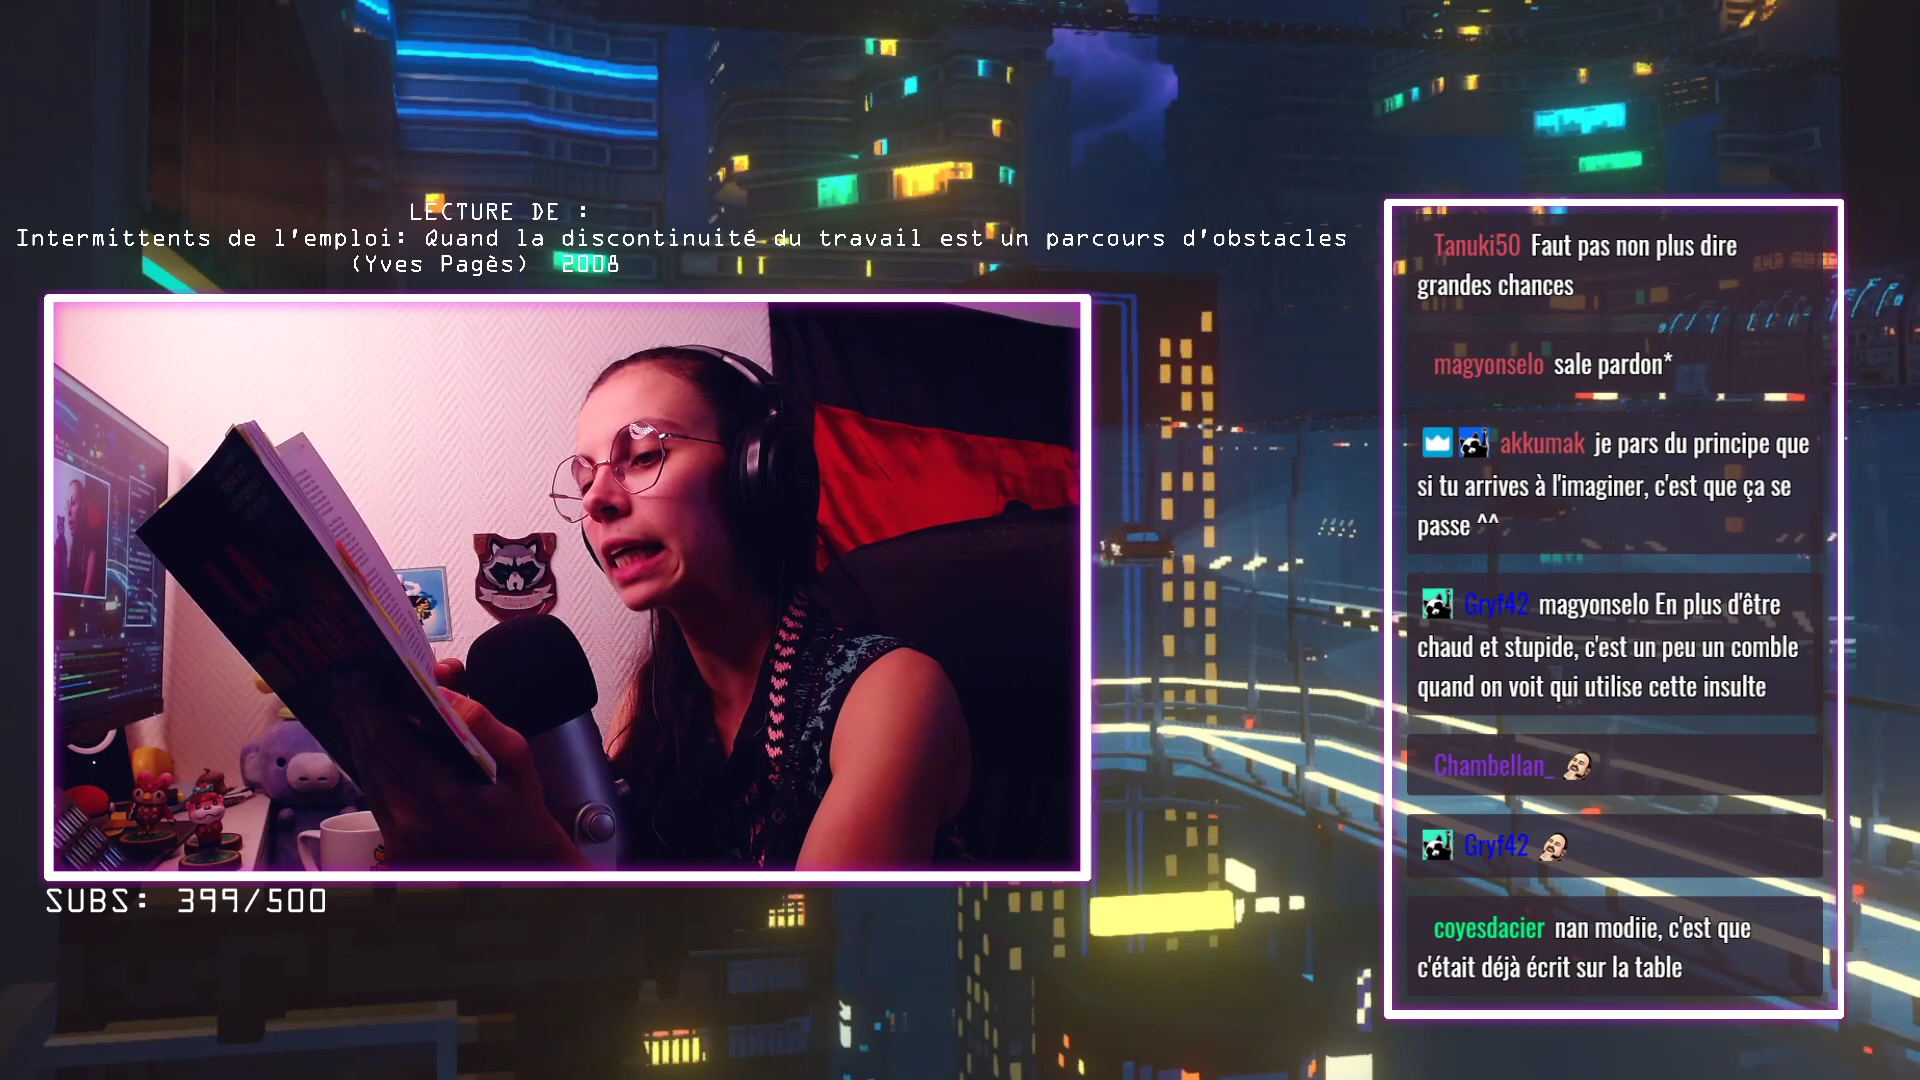 LECTURE DE :
Intermittents de l'emploi: Quand la discontinuité du travail est un parcours d'obstacles
(Yves Pagès) 2008
SUBS: 399/500
Tanuki50 Faut pas non plus dire
grandes chances
magyonselo sale pardon*
akkumak je pars du principe que
si tu arrives à l'imaginer, c'est que ça se
passe ^^
Gryf42 magyonselo En plus d'être
chaud et stupide, c'est un peu un comble
quand on voit qui utilise cette insulte
Chambellan_
Gryf42
coyesdacier nan modiie, c'est que
c'était déjà écrit sur la table
LA